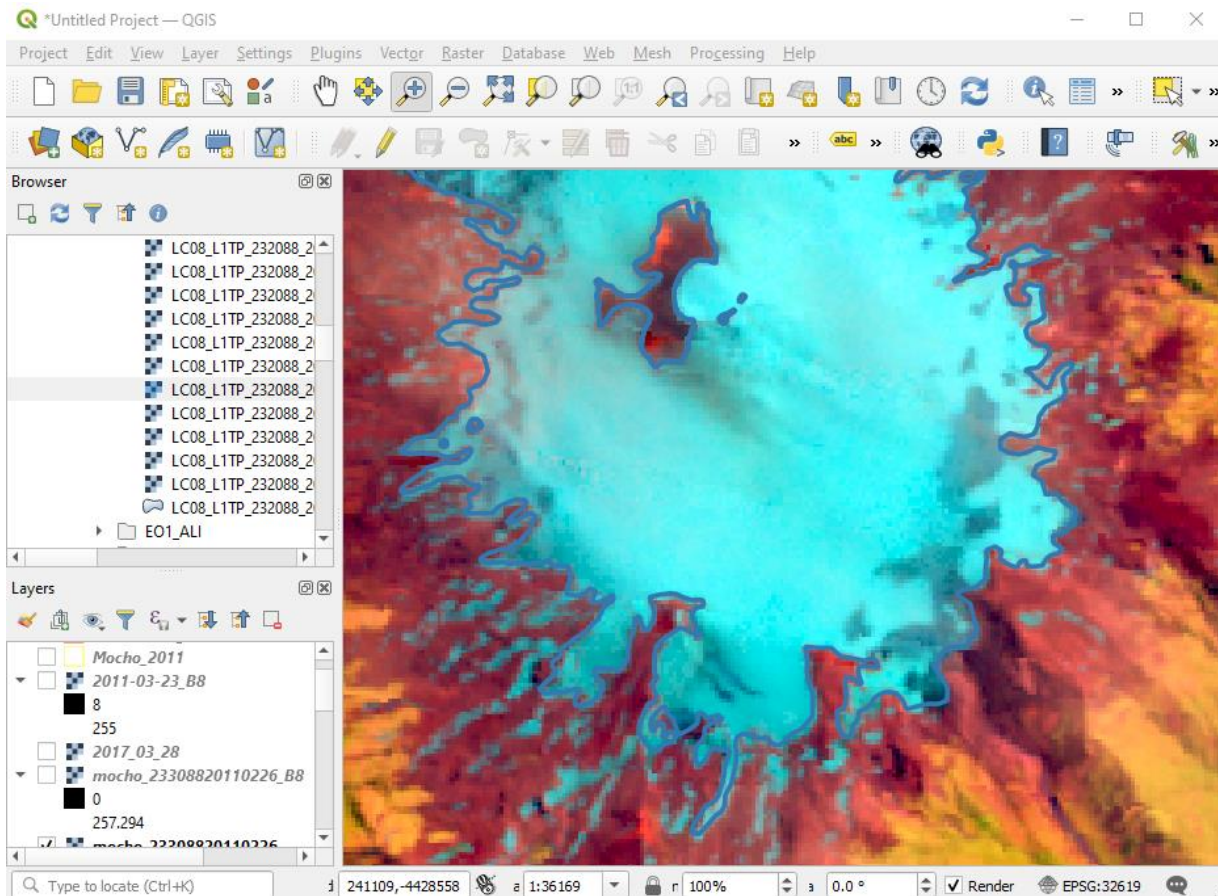 *Untitled Project — QGIS
Project Edit View Layer Settings Plugins Vector Raster Database Web Mesh Processing Help
a 1:1 »
abc » » ?
Browser
LC08_L1TP_232088_2
LC08_L1TP_232088_2
LC08_L1TP_232088_2
LC08_L1TP_232088_2
LC08_L1TP_232088_2
LC08_L1TP_232088_2
LC08_L1TP_232088_2
LC08_L1TP_232088_2
LC08_L1TP_232088_2
LC08_L1TP_232088_2
LC08_L1TP_232088_2
LC08_L1TP_232088_2
EO1_ALI
Layers
Mocho_2011
2011-03-23_B8
8
255
2017_03_28
mocho_23308820110226_B8
0
257.294
mocho_23308820110226
Type to locate (Ctrl+K) 241109,-4428558 a 1:36169 r 100% a 0.0 ° Render EPSG:32619